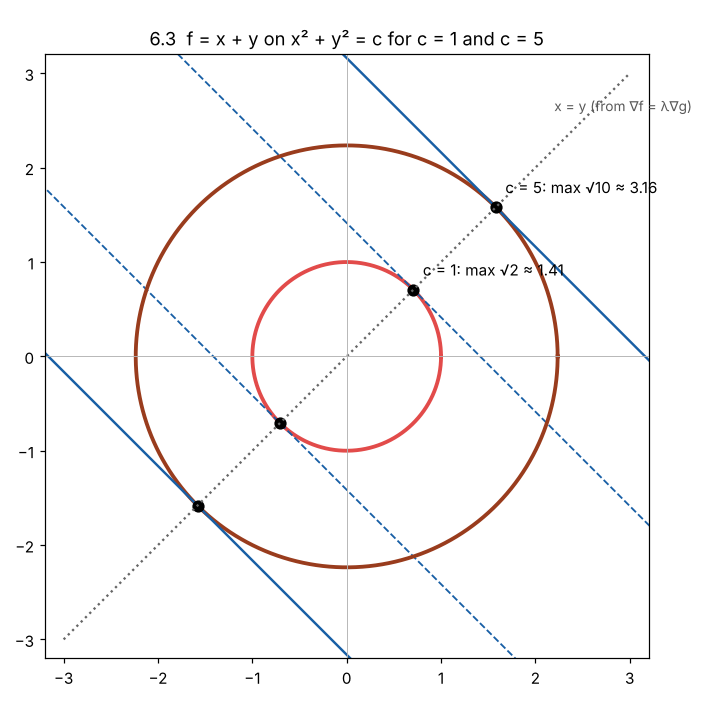 6.3  f = x + y on x² + y² = c for c = 1 and c = 5
x = y (from ∇f = λ∇g)
c = 5: max √10 ≈ 3.16
c = 1: max √2 ≈ 1.41
3
2
1
0
−1
−2
−3
−3 −2 −1 0 1 2 3